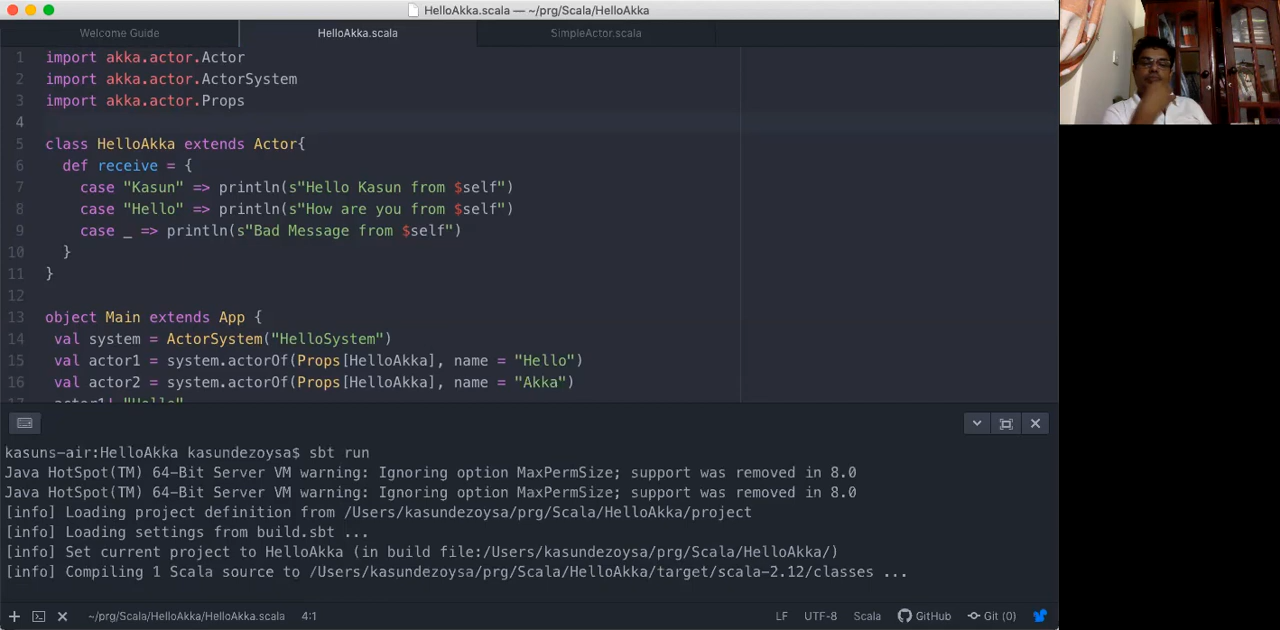 HelloAkka.scala — ~/prg/Scala/HelloAkka
Welcome Guide HelloAkka.scala SimpleActor.scala
1 import akka.actor.Actor
2 import akka.actor.ActorSystem
3 import akka.actor.Props
4
5 class HelloAkka extends Actor{
6 def receive = {
7 case "Kasun" => println(s"Hello Kasun from $self")
8 case "Hello" => println(s"How are you from $self")
9 case _ => println(s"Bad Message from $self")
10 }
11 }
12
13 object Main extends App {
14 val system = ActorSystem("HelloSystem")
15 val actor1 = system.actorOf(Props[HelloAkka], name = "Hello")
16 val actor2 = system.actorOf(Props[HelloAkka], name = "Akka")
kasuns-air:HelloAkka kasundezoysa$ sbt run
Java HotSpot(TM) 64-Bit Server VM warning: Ignoring option MaxPermSize; support was removed in 8.0
Java HotSpot(TM) 64-Bit Server VM warning: Ignoring option MaxPermSize; support was removed in 8.0
[info] Loading project definition from /Users/kasundezoysa/prg/Scala/HelloAkka/project
[info] Loading settings from build.sbt ...
[info] Set current project to HelloAkka (in build file:/Users/kasundezoysa/prg/Scala/HelloAkka/)
[info] Compiling 1 Scala source to /Users/kasundezoysa/prg/Scala/HelloAkka/target/scala-2.12/classes ...
~/prg/Scala/HelloAkka/HelloAkka.scala 4:1 LF UTF-8 Scala GitHub Git (0)